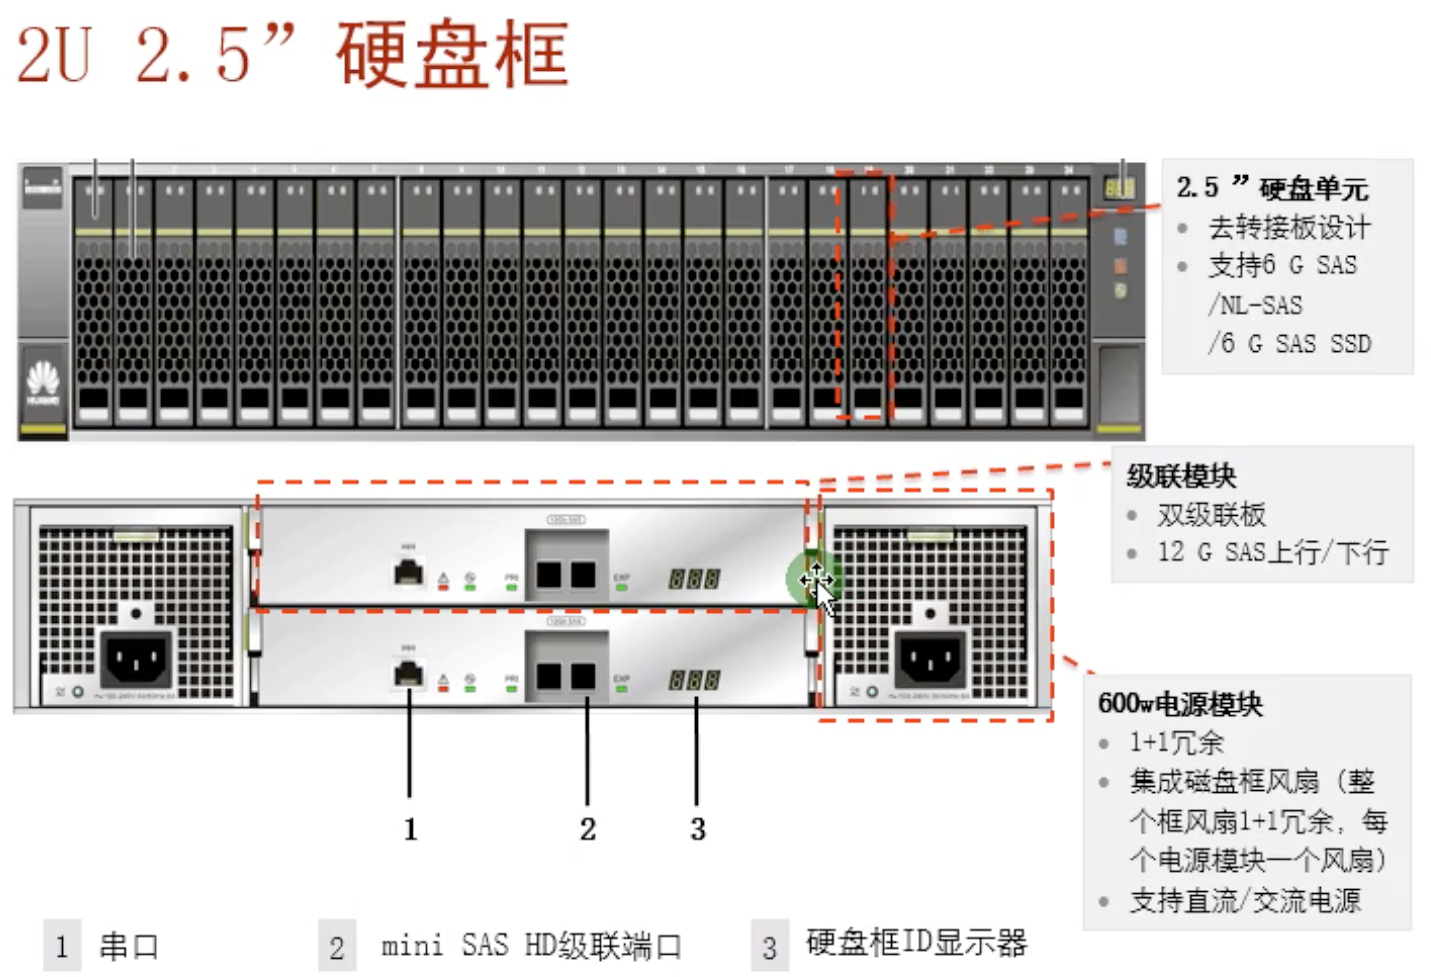 2U 2.5” 硬盘框
2.5 ”硬盘单元
去转接板设计
支持6 G SAS
/NL-SAS
/6 G SAS SSD
HUAWEI
级联模块
双级联板
12 G SAS上行/下行
PRI
EXP
PRI
EXP
600w电源模块
1+1冗余
集成磁盘框风扇（整
个框风扇1+1冗余，每
个电源模块一个风扇）
支持直流/交流电源
1
2
3
1 串口
2 mini SAS HD级联端口
3 硬盘框ID显示器